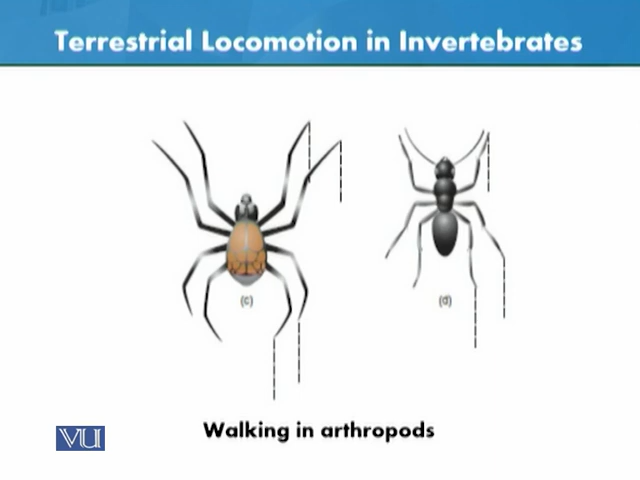 Terrestrial Locomotion in Invertebrates
(c)
(d)
Walking in arthropods
VU